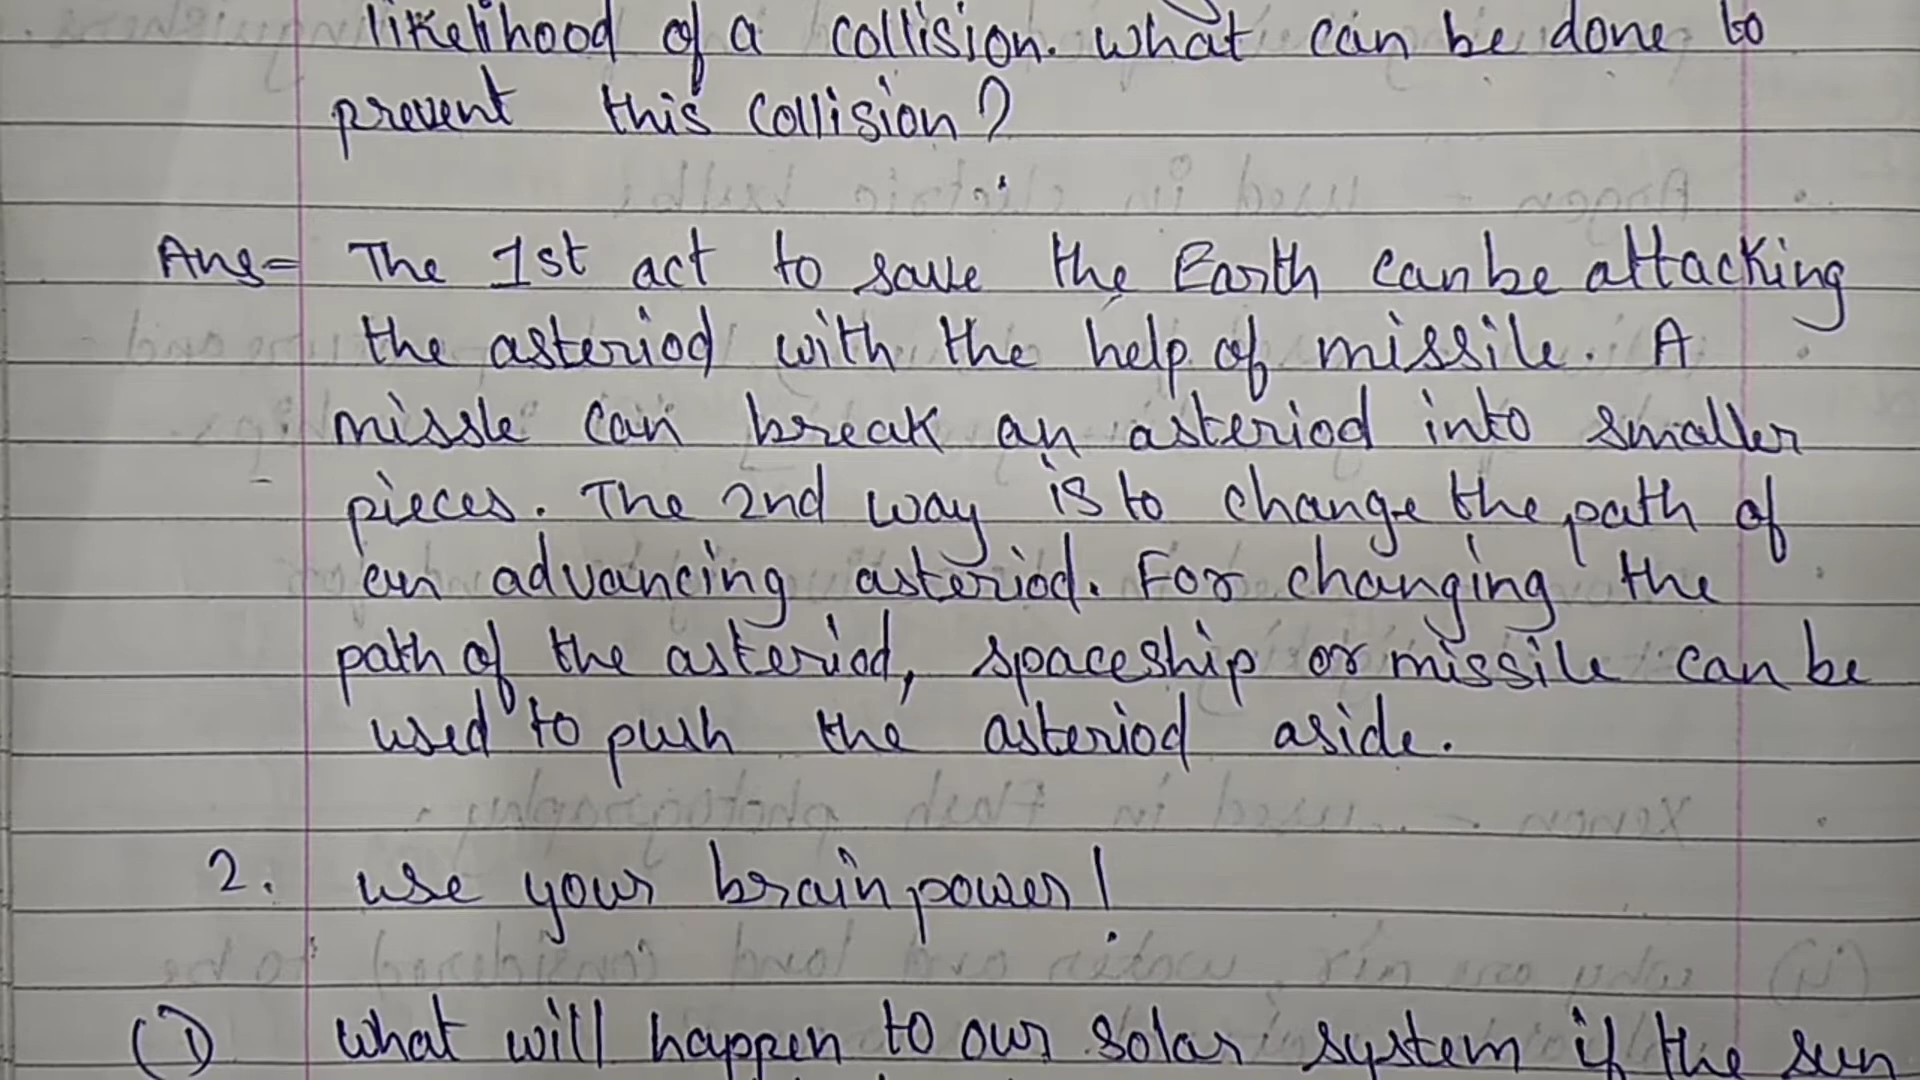 likelihood of a collision. what can be done to
prevent this collision?
Ans= The 1st act to save the Earth can be attacking
the asteriod with the help of missile. A
missle can break an asteriod into smaller
pieces. The 2nd way is to change the path of
an advancing asteriod. For changing the
path of the asteriod, spaceship or missile can be
used to push the asteriod aside.
2. use your brain power!
(1) what will happen to our solar system if the sun